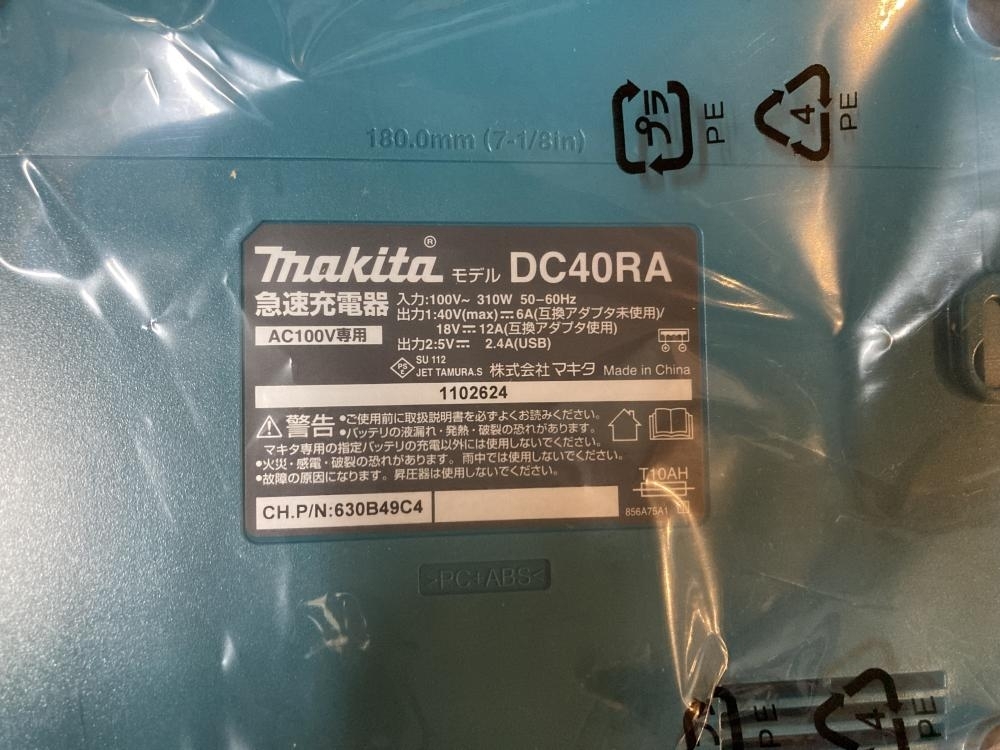 プラ PE 4 PE
180.0mm (7-1/8in)
makita® モデル DC40RA
急速充電器
AC100V専用
入力:100V~ 310W 50-60Hz
出力1:40V(max)⎓6A(互換アダプタ未使用)/
18V⎓12A(互換アダプタ使用)
出力2:5V⎓ 2.4A(USB)
PSE SU 112
JET TAMURA.S 株式会社マキタ Made in China
1102624
警告 •ご使用前に取扱説明書を必ずよくお読みください。
•バッテリの液漏れ・発熱・破裂の恐れがあります。
マキタ専用の指定バッテリの充電以外には使用しないでください。
•火災・感電・破裂の恐れがあります。雨中では使用しないでください。
•故障の原因になります。昇圧器は使用しないでください。
T10AH
CH.P/N:630B49C4
856A75A1
>PC+ABS<
プラ PE 4 PE